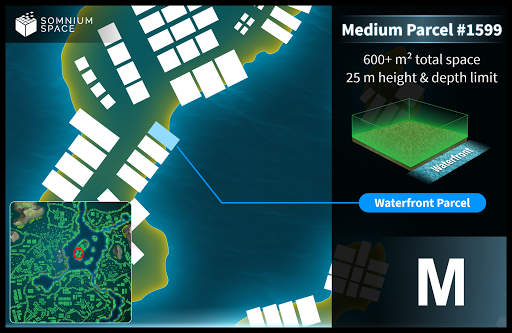 SOMNIUM
SPACE
Medium Parcel #1599
600+ m² total space
25 m height & depth limit
Waterfront
Waterfront Parcel
M